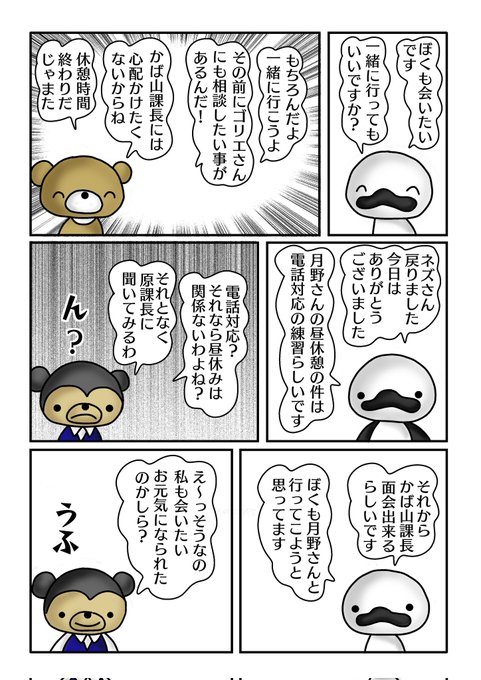 ぼくも会いたい
です
一緒に行っても
いいですか？
もちろんだよ
一緒に行こうよ
その前にゴリエさん
にも相談したい事が
あるんだ！
かば山課長には
心配かけたく
ないからね
休憩時間
終わりだ
じゃまた
ネズさん
戻りました
今日は
ありがとう
ございました
月野さんの昼休憩の件は
電話対応の練習らしいです
電話対応？
それなら昼休みは
関係ないわよね？
それとなく
原課長に
聞いてみるわ
ん？
それから
かば山課長
面会出来る
らしいです
ぼくも月野さんと
行ってこようと
思ってます
え～っそうなの
私も会いたい
お元気になられた
のかしら？
うふ